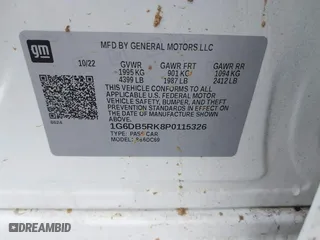 gm
MFD BY GENERAL MOTORS LLC
10/22
GVWR GAWR FRT GAWR RR
1995 KG 901 KG 1094 KG
4399 LB 1987 LB 2412 LB
THIS VEHICLE CONFORMS TO ALL APPLICABLE
U.S. FEDERAL MOTOR VEHICLE SAFETY, BUMPER, AND THEFT
PREVENTION STANDARDS IN EFFECT ON THE
DATE OF MANUFACTURE SHOWN ABOVE.
1G6DB5RK8P0115326
TYPE: PASS CAR
MODEL:
© AUTOBIDMASTER